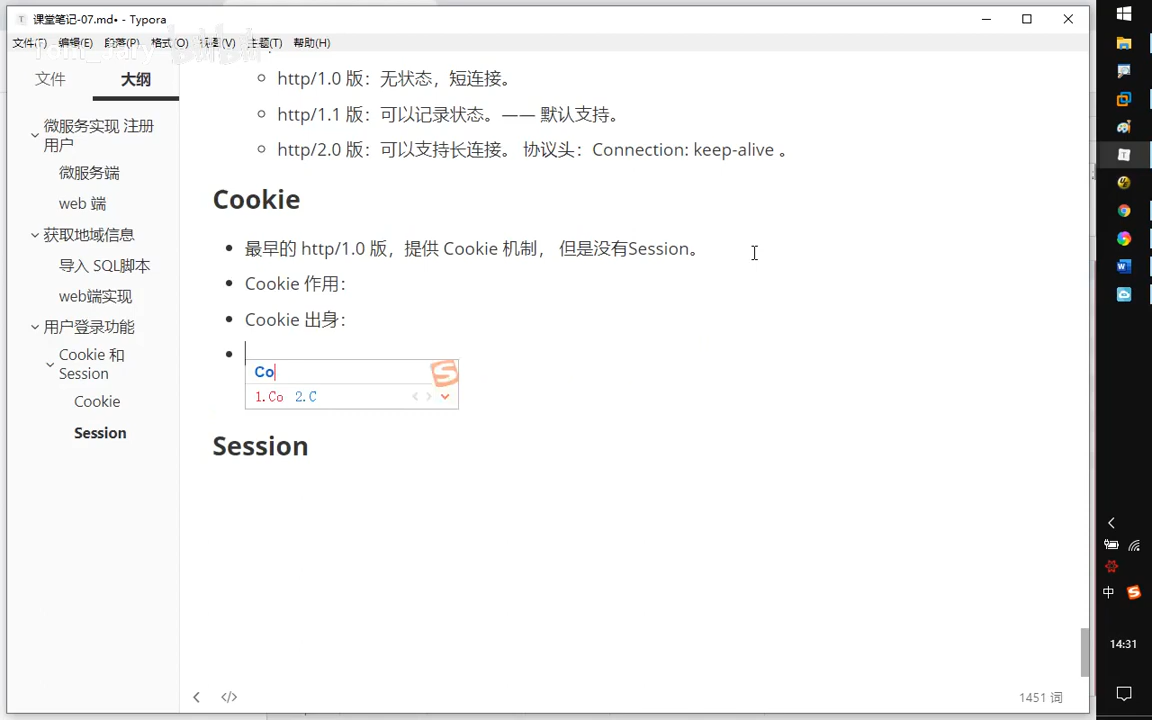 课堂笔记-07.md• - Typora
文件(F) 编辑(E) 段落(P) 格式(O) 视图(V) 主题(T) 帮助(H)
文件 大纲
微服务实现 注册
用户
微服务端
web 端
获取地域信息
导入 SQL脚本
web端实现
用户登录功能
Cookie 和
Session
Cookie
Session
http/1.0 版：无状态，短连接。
http/1.1 版：可以记录状态。—— 默认支持。
http/2.0 版：可以支持长连接。 协议头：Connection: keep-alive 。
Cookie
最早的 http/1.0 版，提供 Cookie 机制， 但是没有Session。
Cookie 作用：
Cookie 出身：
Co
1.Co 2.C
Session
1451 词
中
14:31